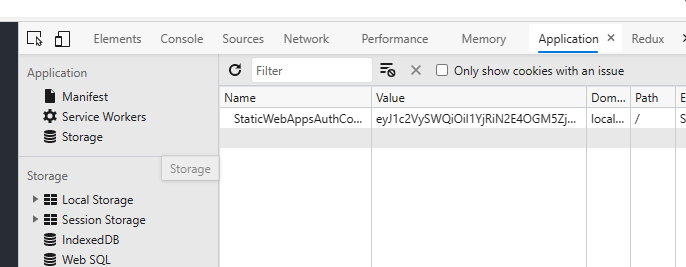 Elements Console Sources Network Performance Memory Application Redux
Application
Manifest
Service Workers
Storage
Storage
Storage
Local Storage
Session Storage
IndexedDB
Web SQL
Filter
Only show cookies with an issue
Name Value Dom... Path E
StaticWebAppsAuthCo... eyJ1c2VySWQiOiI1YjRiN2E4OGM5Zj... local... / S